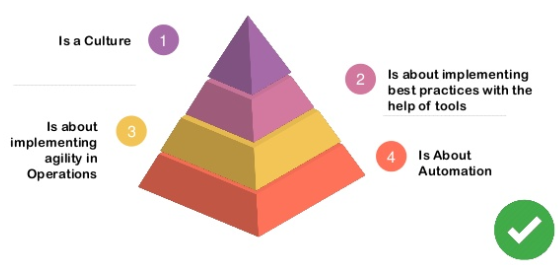 1
Is a Culture
2
Is about implementing
best practices with the
help of tools
3
Is about
implementing
agility in
Operations
4
Is About
Automation